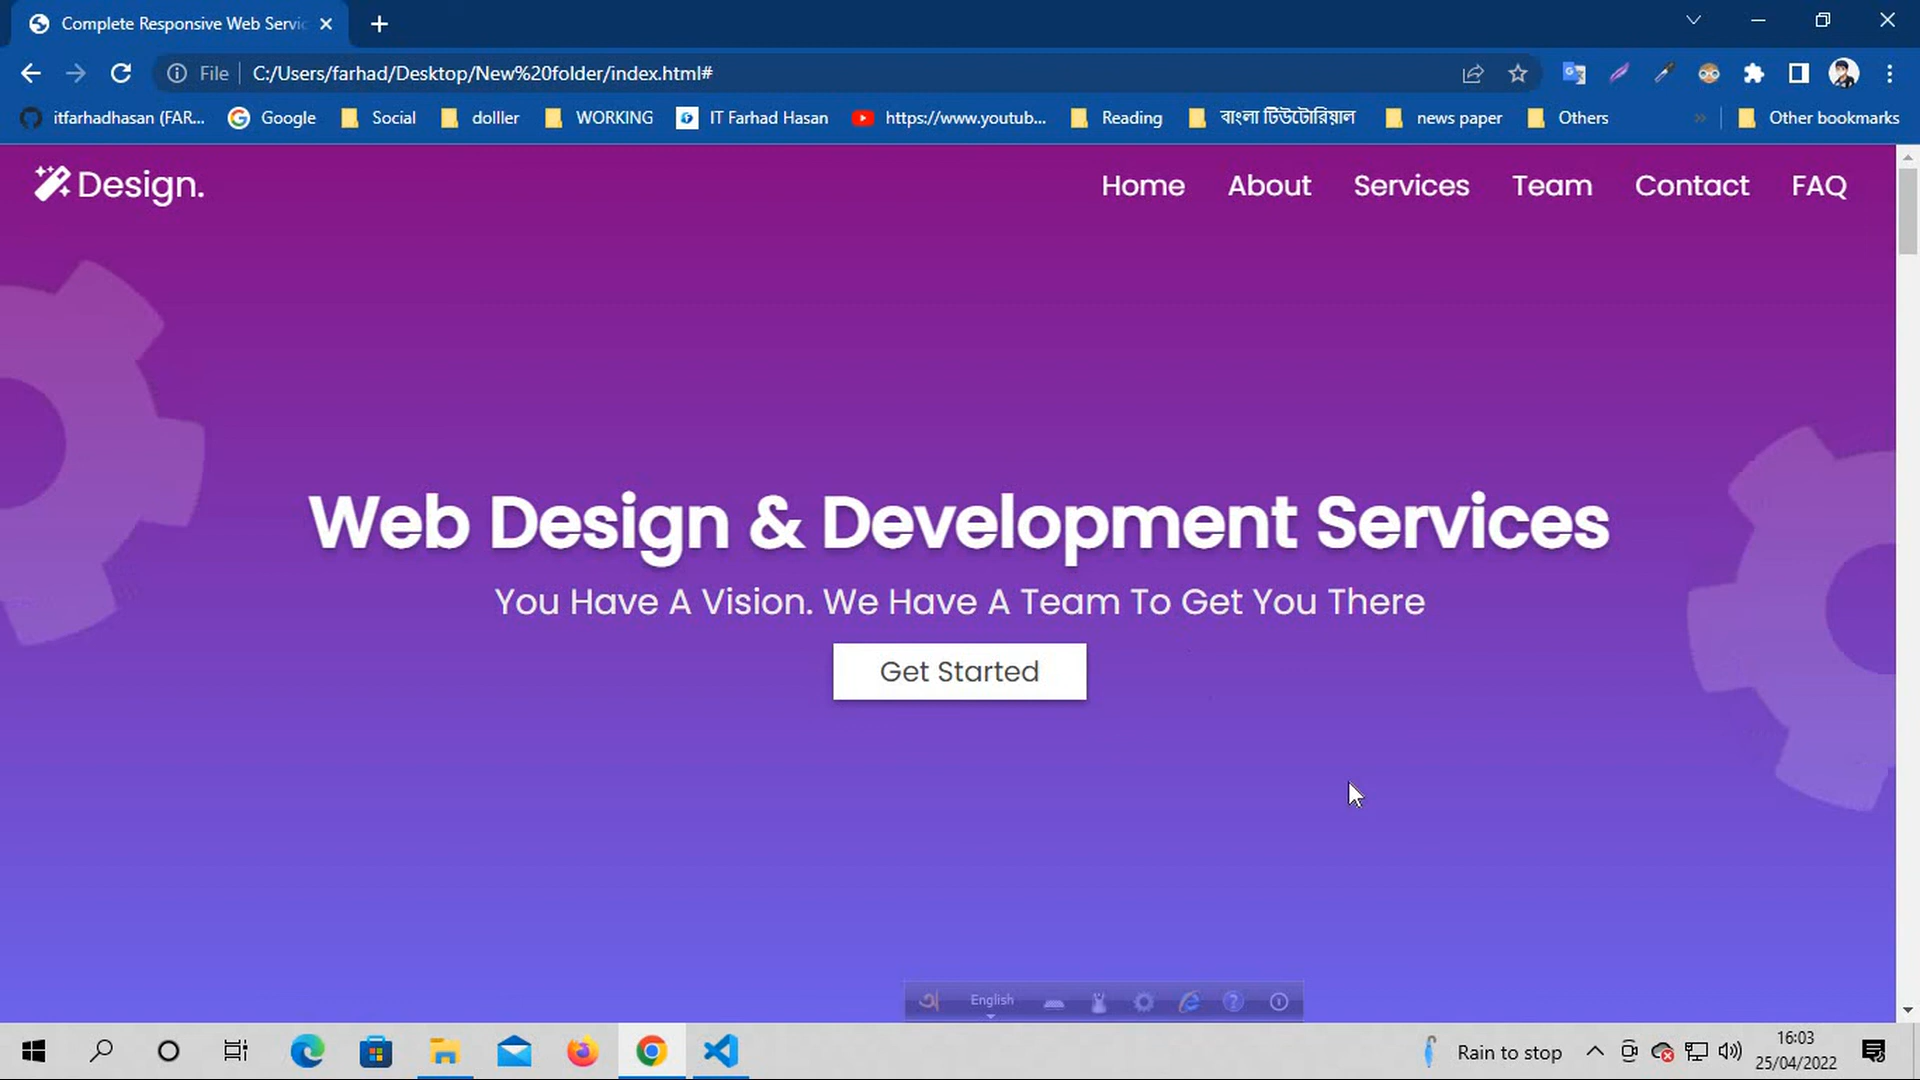 Complete Responsive Web Servic
File
C:/Users/farhad/Desktop/New%20folder/index.html#
itfarhadhasan (FAR...
Google
Social
dolller
WORKING
IT Farhad Hasan
https://www.youtub...
Reading
বাংলা টিউটোরিয়াল
news paper
Others
»
Other bookmarks
Design.
Home
About
Services
Team
Contact
FAQ
Web Design & Development Services
You Have A Vision. We Have A Team To Get You There
Get Started
অ English
Rain to stop
16:03
25/04/2022